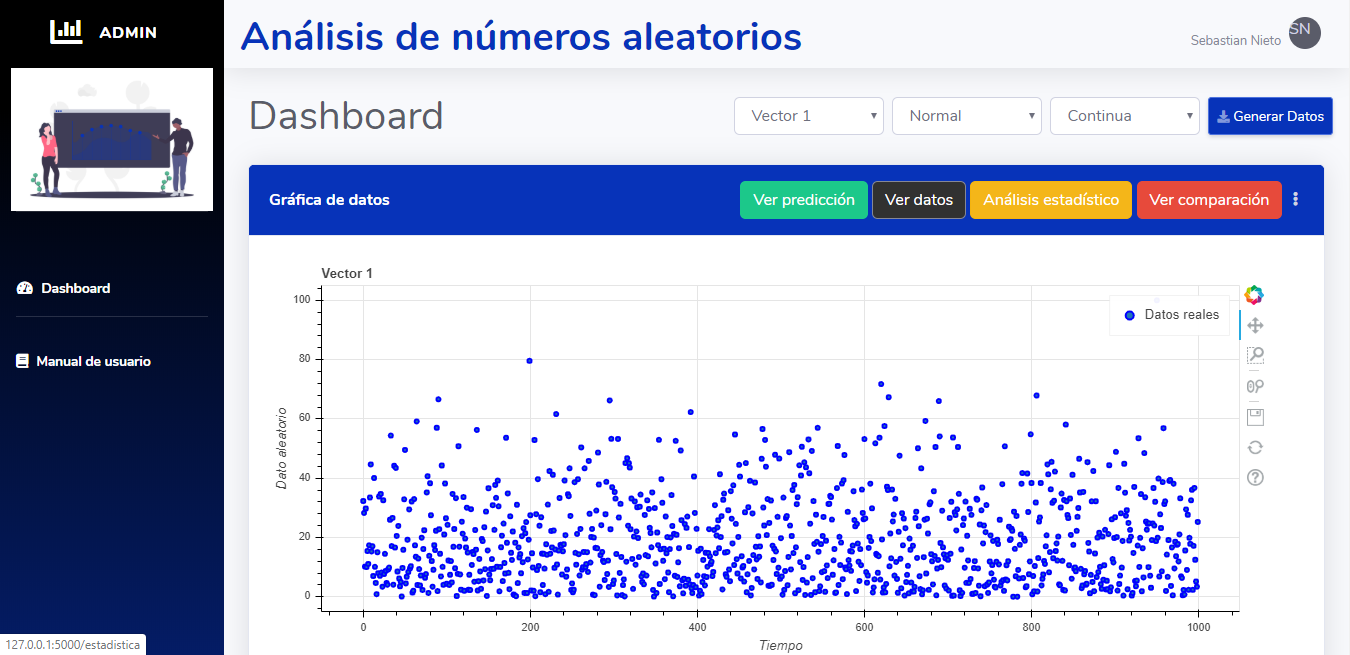 ADMIN
Análisis de números aleatorios
Sebastian Nieto
SN
Dashboard
Vector 1
Normal
Continua
Generar Datos
Gráfica de datos
Ver predicción
Ver datos
Análisis estadístico
Ver comparación
Dashboard
Manual de usuario
Vector 1
Datos reales
100
80
60
40
20
0
Dato aleatorio
0
200
400
600
800
1000
Tiempo
127.0.0.1:5000/estadistica